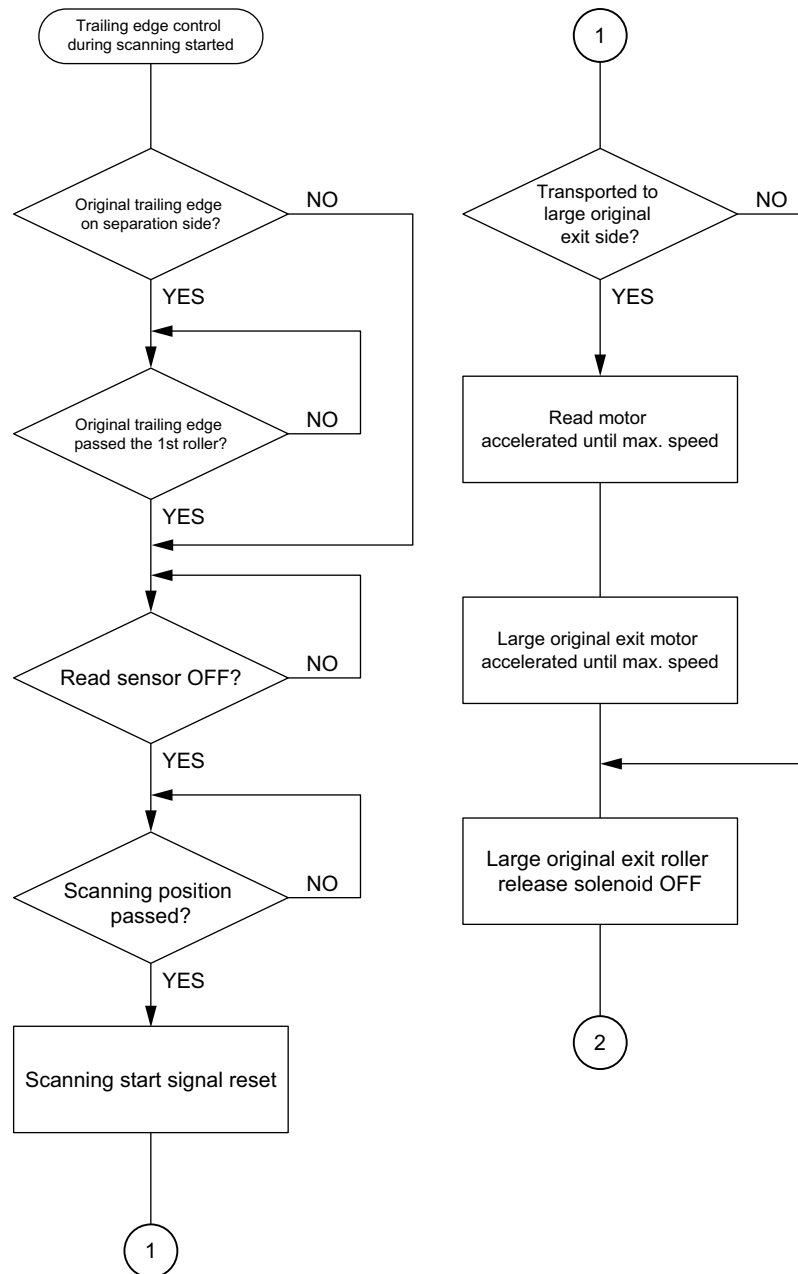 Trailing edge control
during scanning started
Original trailing edge
on separation side?
NO
YES
Original trailing edge
passed the 1st roller?
NO
YES
Read sensor OFF?
NO
YES
Scanning position
passed?
NO
YES
Scanning start signal reset
1
1
Transported to
large original
exit side?
NO
YES
Read motor
accelerated until max. speed
Large original exit motor
accelerated until max. speed
Large original exit roller
release solenoid OFF
2